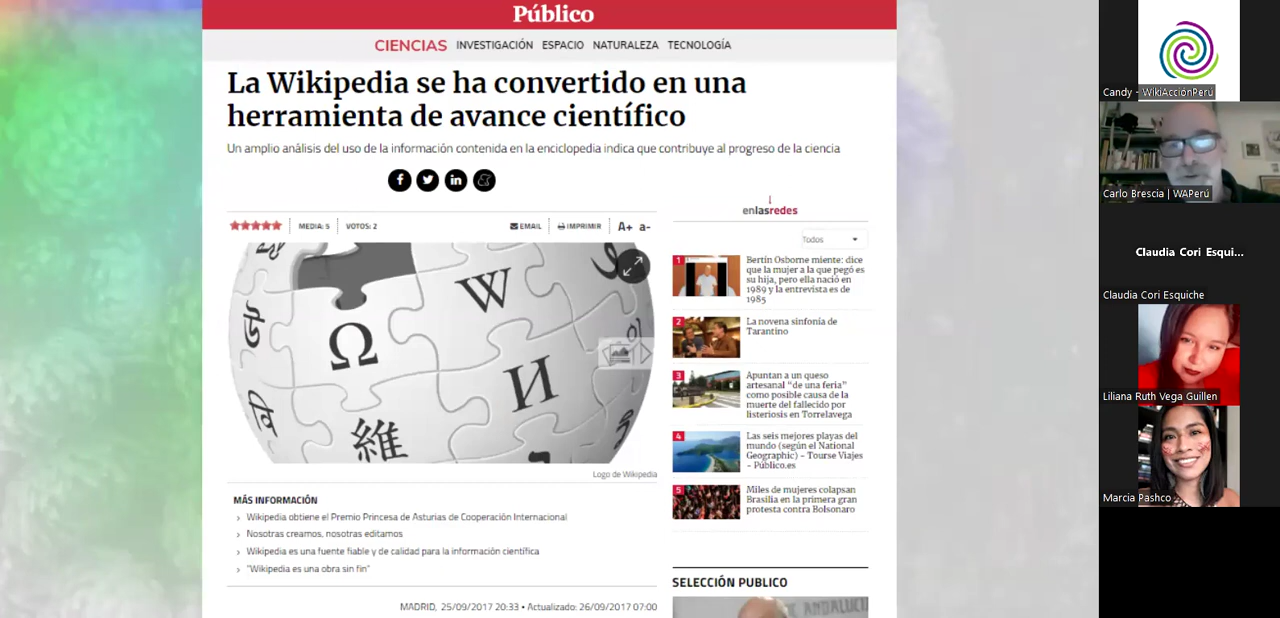 Público
CIENCIAS INVESTIGACIÓN ESPACIO NATURALEZA TECNOLOGÍA
La Wikipedia se ha convertido en una
herramienta de avance científico
Un amplio análisis del uso de la información contenida en la enciclopedia indica que contribuye al progreso de la ciencia
MEDIA: 5 VOTOS: 2 EMAIL IMPRIMIR A+ a-
Ω W И 維
Logo de Wikipedia
MÁS INFORMACIÓN
Wikipedia obtiene el Premio Princesa de Asturias de Cooperación Internacional
Nosotras creamos, nosotras editamos
Wikipedia es una fuente fiable y de calidad para la información científica
"Wikipedia es una obra sin fin"
MADRID, 25/09/2017 20:33 • Actualizado: 26/09/2017 07:00
enlasredes
Todos
1 Bertín Osborne miente: dice
que la mujer a la que pegó es
su hija, pero ella nació en
1989 y la entrevista es de
1985
2 La novena sinfonía de
Tarantino
3 Apuntan a un queso
artesanal "de una feria"
como posible causa de la
muerte del fallecido por
listeriosis en Torrelavega
4 Las seis mejores playas del
mundo (según el National
Geographic) - Tourse Viajes
- Público.es
5 Miles de mujeres colapsan
Brasilia en la primera gran
protesta contra Bolsonaro
SELECCIÓN PUBLICO
DE ANDALUCÍ
Candy - WikiAcciónPerú
Carlo Brescia | WAPerú
Claudia Cori Esqui...
Claudia Cori Esquiche
Liliana Ruth Vega Guillen
Marcia Pashco